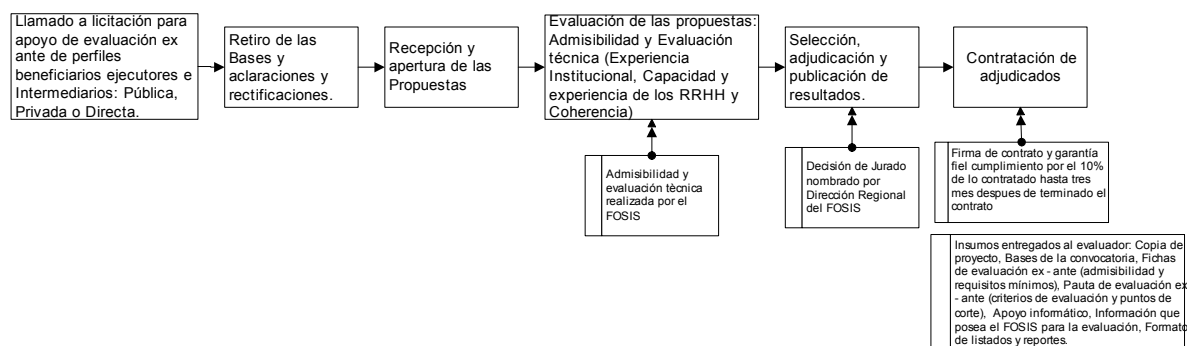 Llamado a licitación para
apoyo de evaluación ex
ante de perfiles
beneficiarios ejecutores e
Intermediarios: Pública,
Privada o Directa.
Retiro de las
Bases y
aclaraciones y
rectificaciones.
Recepción y
apertura de las
Propuestas
Evaluación de las propuestas:
Admisibilidad y Evaluación
técnica (Experiencia
Institucional, Capacidad y
experiencia de los RRHH y
Coherencia)
Selección,
adjudicación y
publicación de
resultados.
Contratación de
adjudicados
Admisibilidad y
evaluación tècnica
realizada por el
FOSIS
Decisión de Jurado
nombrado por
Dirección Regional
del FOSIS
Firma de contrato y garantía
fiel cumplimiento por el 10%
de lo contratado hasta tres
mes despues de terminado el
contrato
Insumos entregados al evaluador: Copia de
proyecto, Bases de la convocatoria, Fichas
de evaluación ex - ante (admisibilidad y
requisitos mínimos), Pauta de evaluación ex
- ante (criterios de evaluación y puntos de
corte), Apoyo informático, Información que
posea el FOSIS para la evaluación, Formato
de listados y reportes.